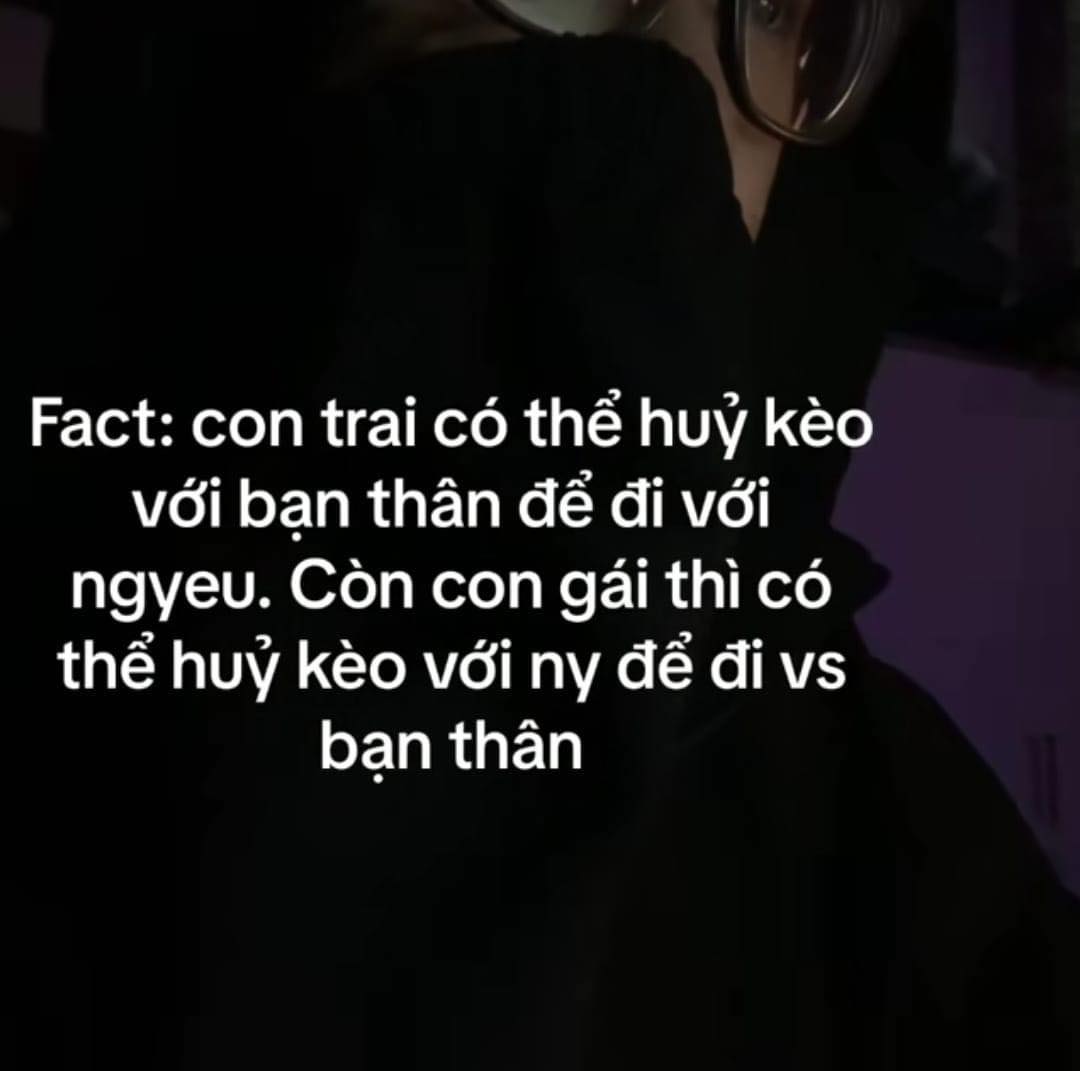 Fact: con trai có thể huỷ kèo
với bạn thân để đi với
ngyeu. Còn con gái thì có
thể huỷ kèo với ny để đi vs
bạn thân